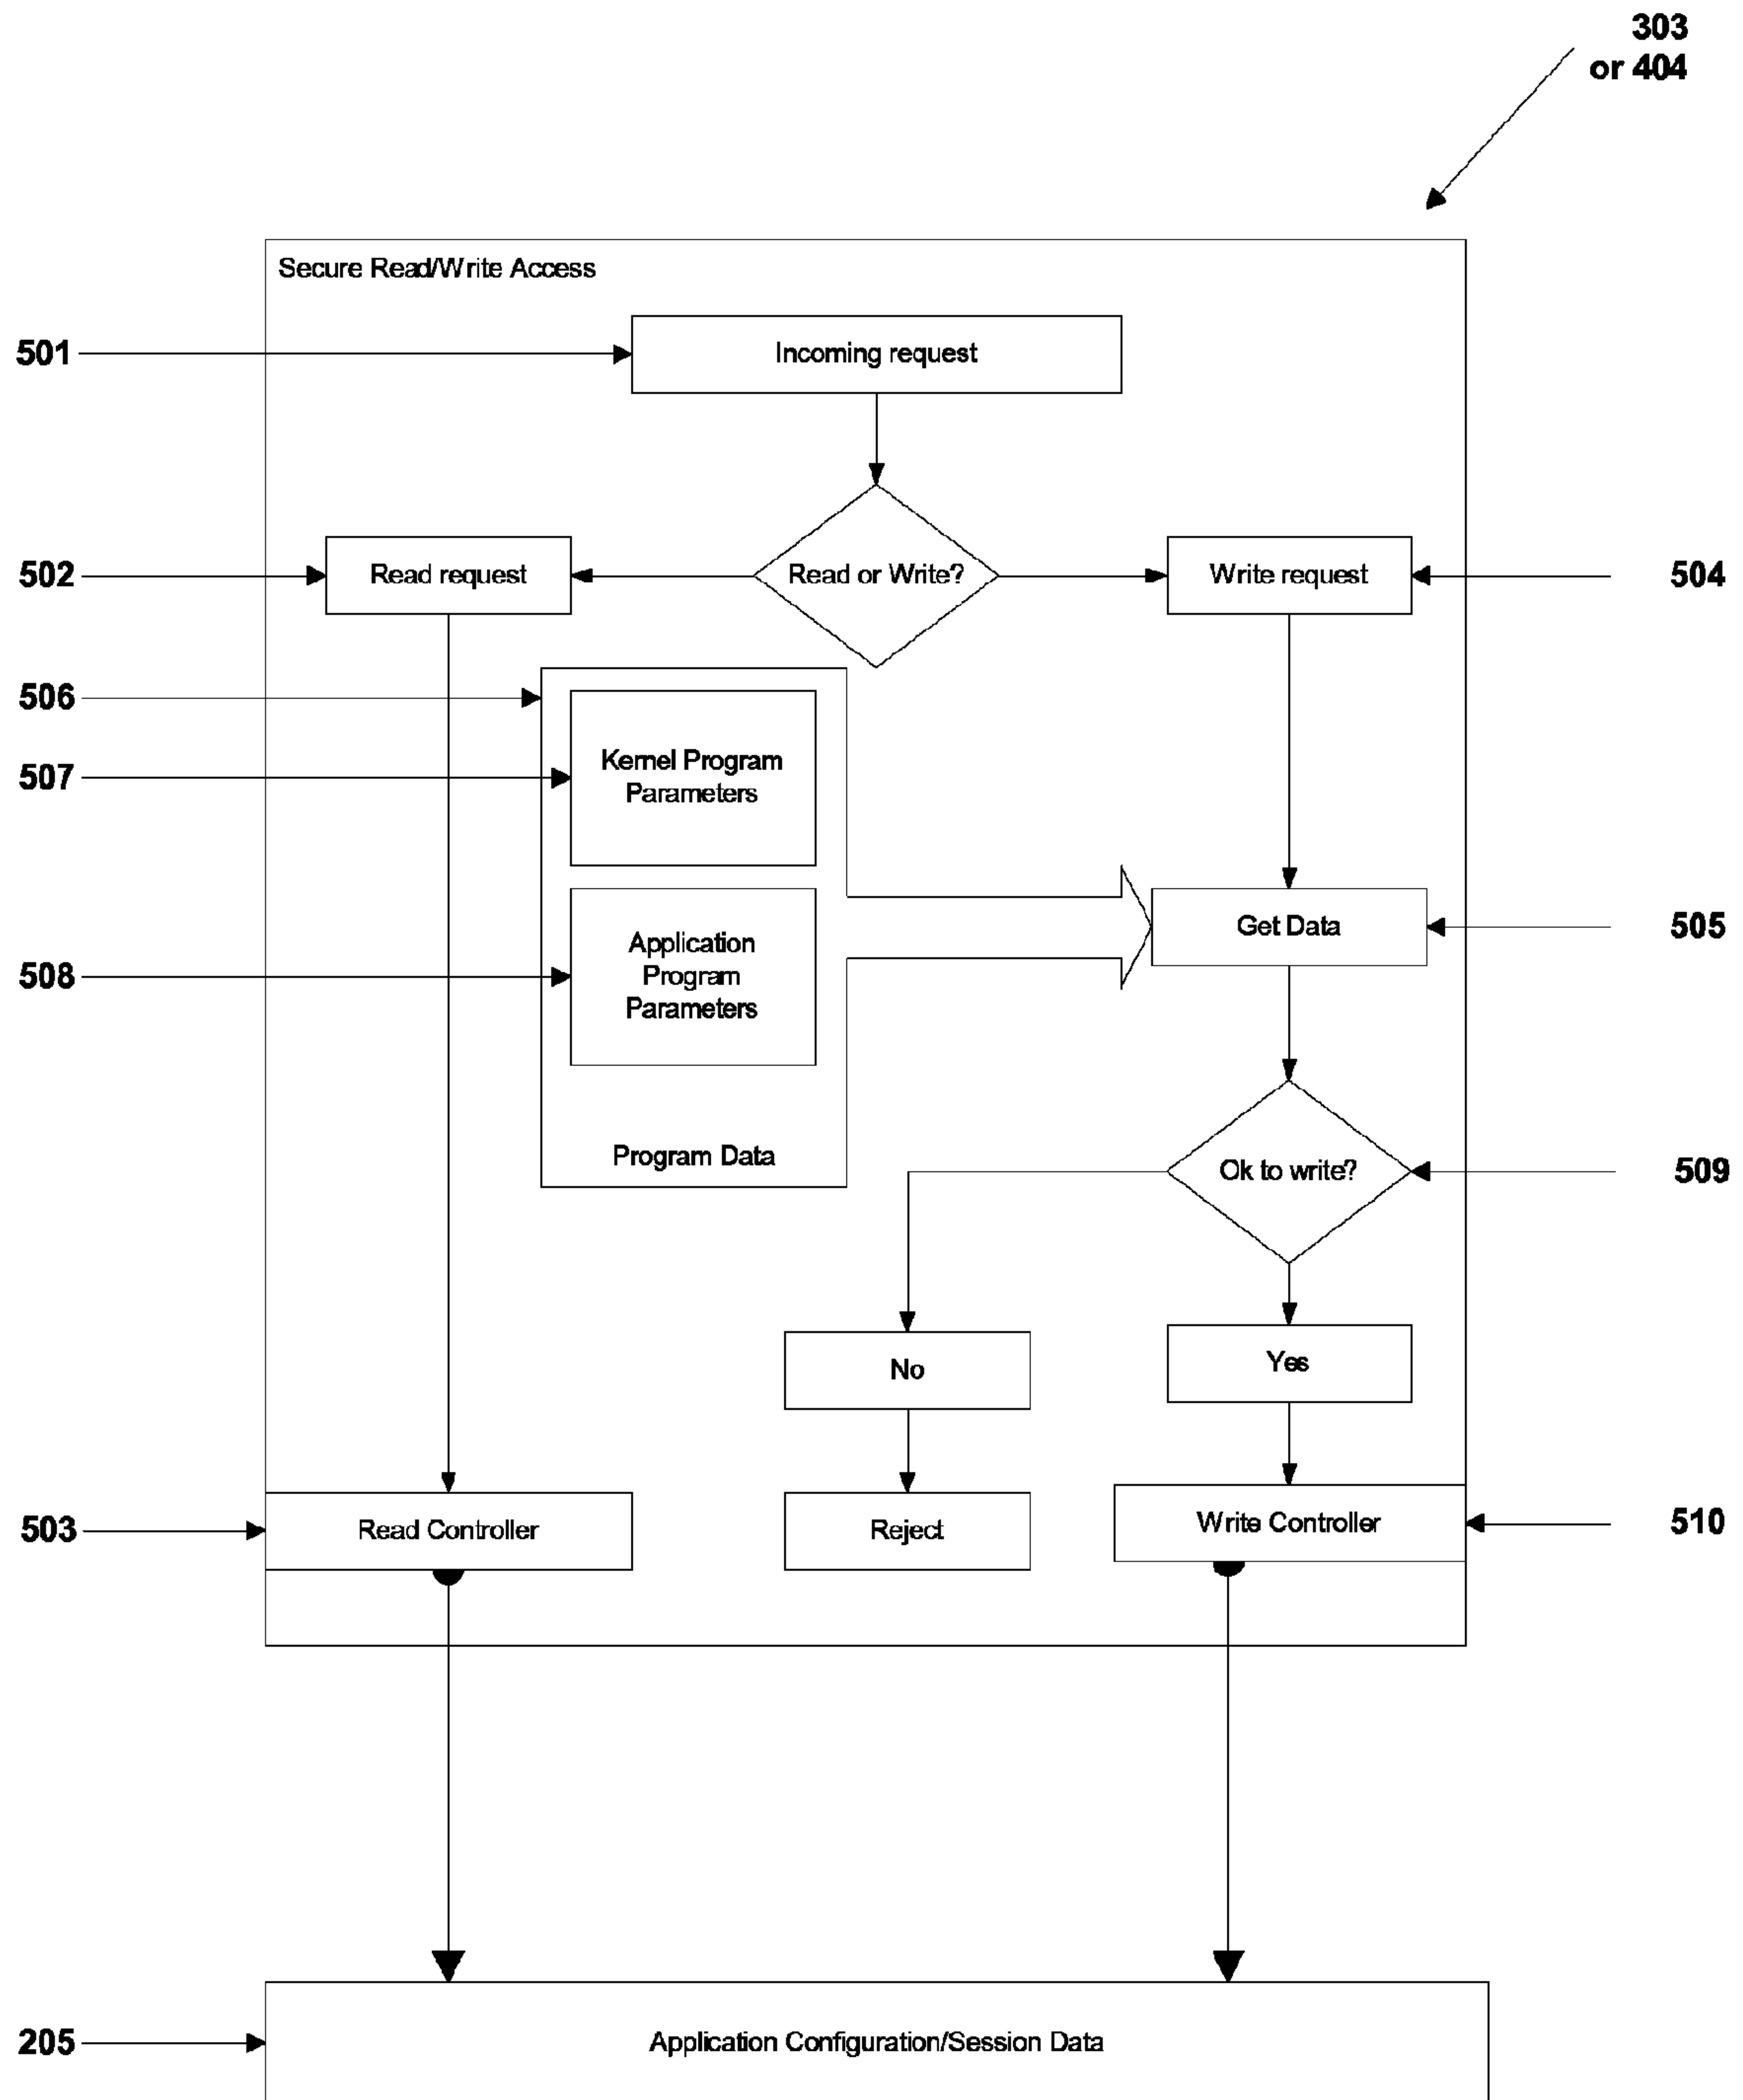 303
or 404
Secure Read/Write Access
501
Incoming request
502
Read request
Read or Write?
Write request
504
506
507
Kernel Program
Parameters
508
Application
Program
Parameters
Get Data
505
Program Data
Ok to write?
509
No
Yes
503
Read Controller
Reject
Write Controller
510
205
Application Configuration/Session Data